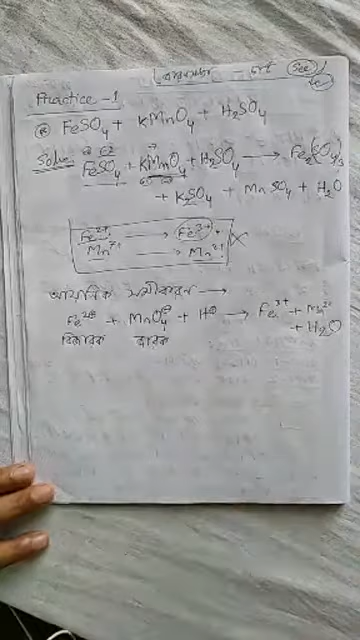 Practice -1
FeSO₄ + KMnO₄ + H₂SO₄
Solve
FeSO₄ + KMnO₄ + H₂SO₄ → Fe₂(SO₄)₃
+ K₂SO₄ + MnSO₄ + H₂O
Fe²⁺ → Fe³⁺
Mn⁷⁺ → Mn²⁺
আয়নিক সমীকরণ →
Fe²⁺ + MnO₄⁻ + H⁺ → Fe³⁺ + Mn²⁺
+ H₂O
বিজারক জারক